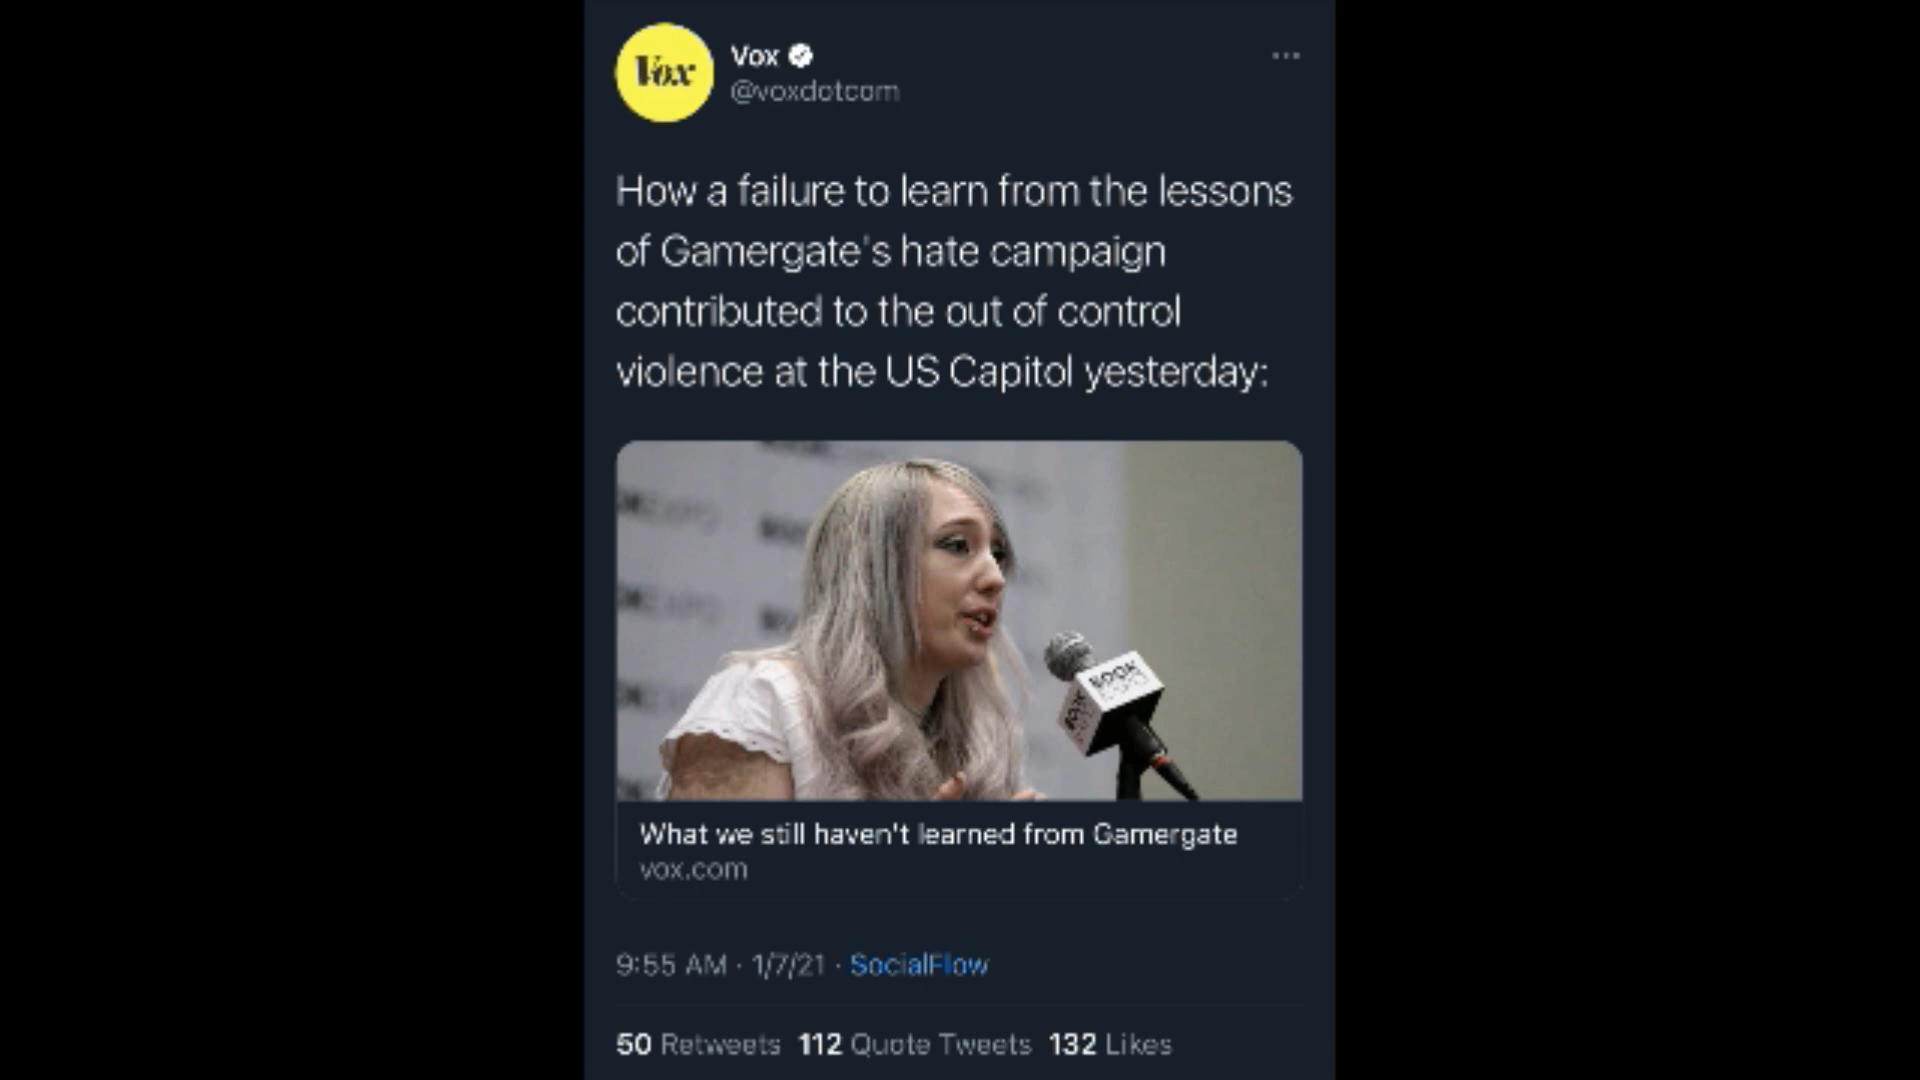 Vox
Vox
@voxdotcom
How a failure to learn from the lessons
of Gamergate's hate campaign
contributed to the out of control
violence at the US Capitol yesterday:
BOOK
What we still haven't learned from Gamergate
vox.com
9:55 AM · 1/7/21 · SocialFlow
50 Retweets 112 Quote Tweets 132 Likes